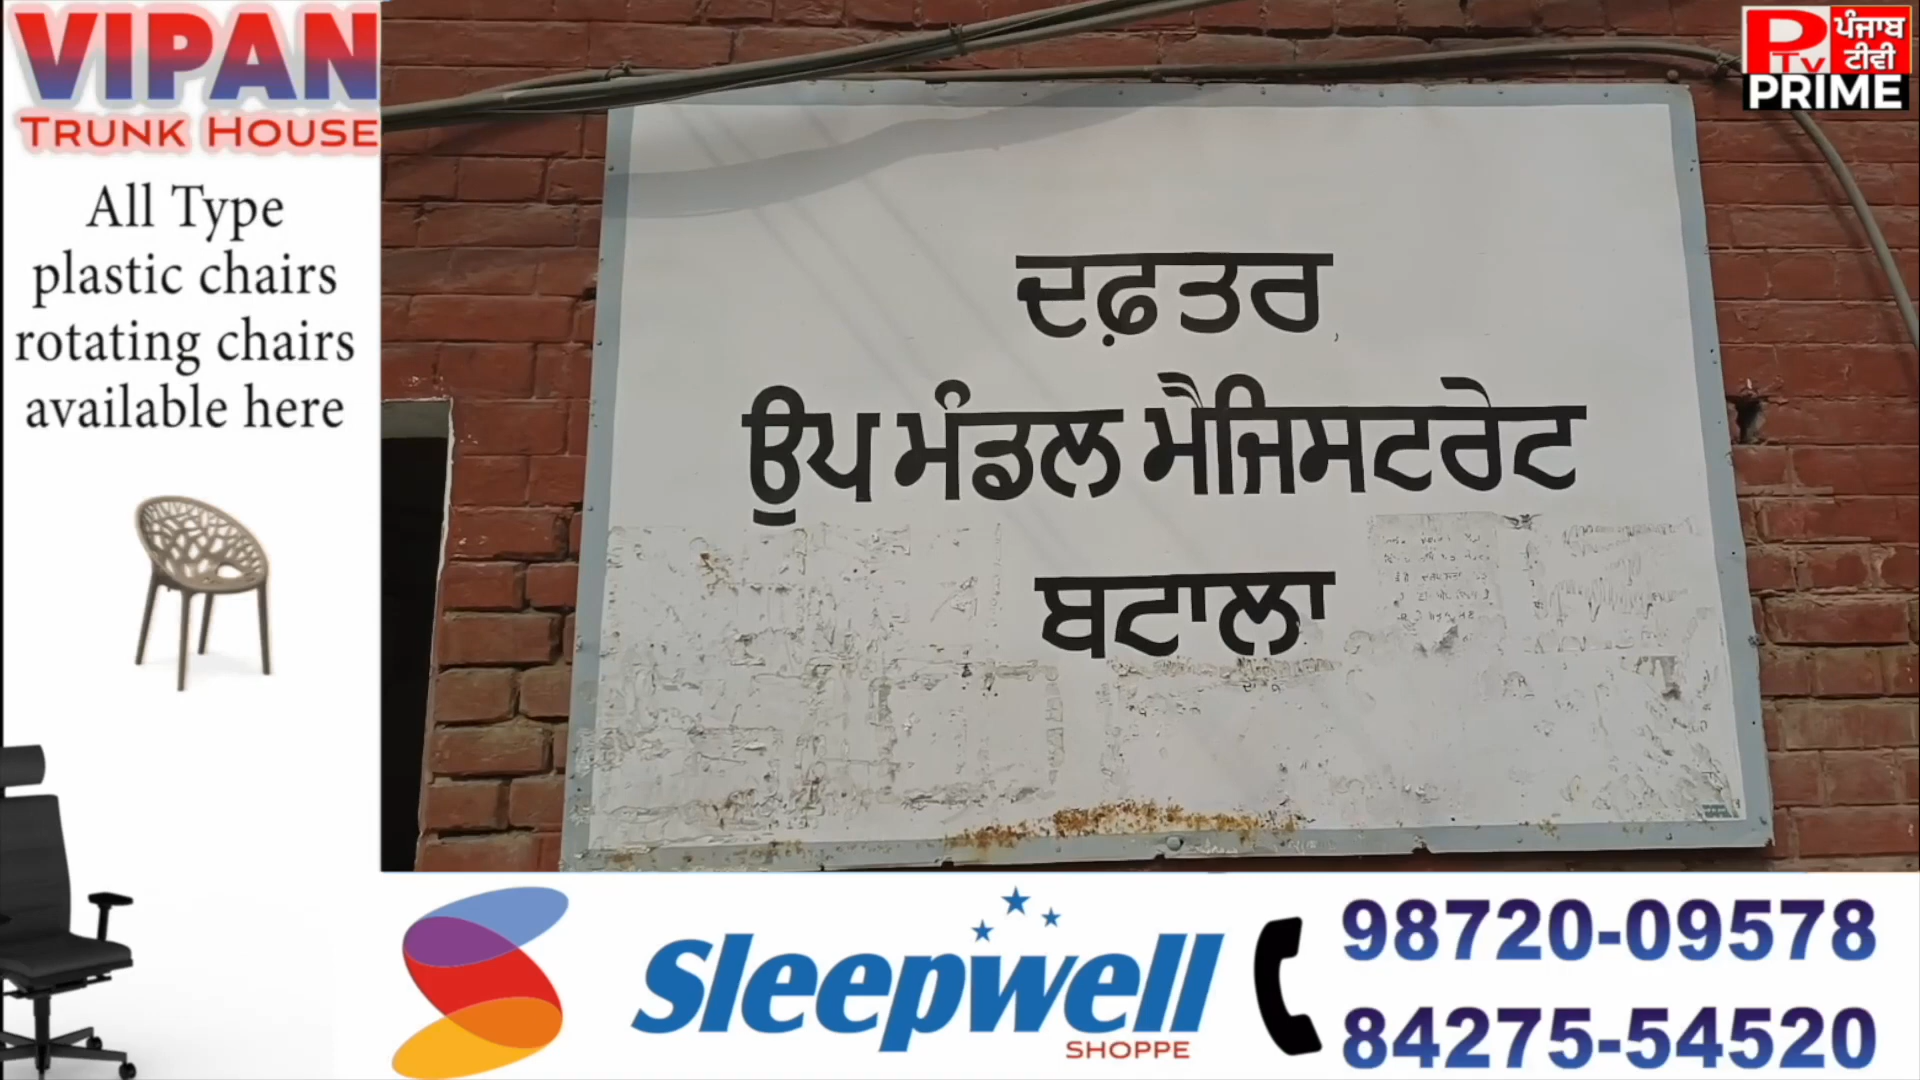 VIPAN
TRUNK HOUSE
All Type
plastic chairs
rotating chairs
available here
P Tv ਪੰਜਾਬ ਟੀਵੀ
PRIME
ਦਫ਼ਤਰ
ਉਪ ਮੰਡਲ ਮੈਜਿਸਟਰੇਟ
ਬਟਾਲਾ
Sleepwell
SHOPPE
98720-09578
84275-54520